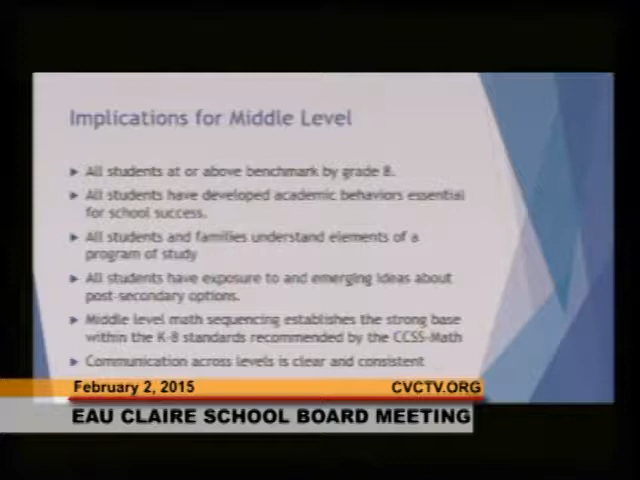 Implications for Middle Level
All students at or above benchmark by grade 8.
All students have developed academic behaviors essential
for school success.
All students and families understand elements of a
program of study
All students have exposure to and emerging ideas about
post-secondary options.
Middle level math sequencing establishes the strong base
within the K-8 standards recommended by the CCSS-Math
Communication across levels is clear and consistent
February 2, 2015 CVCTV.ORG
EAU CLAIRE SCHOOL BOARD MEETING